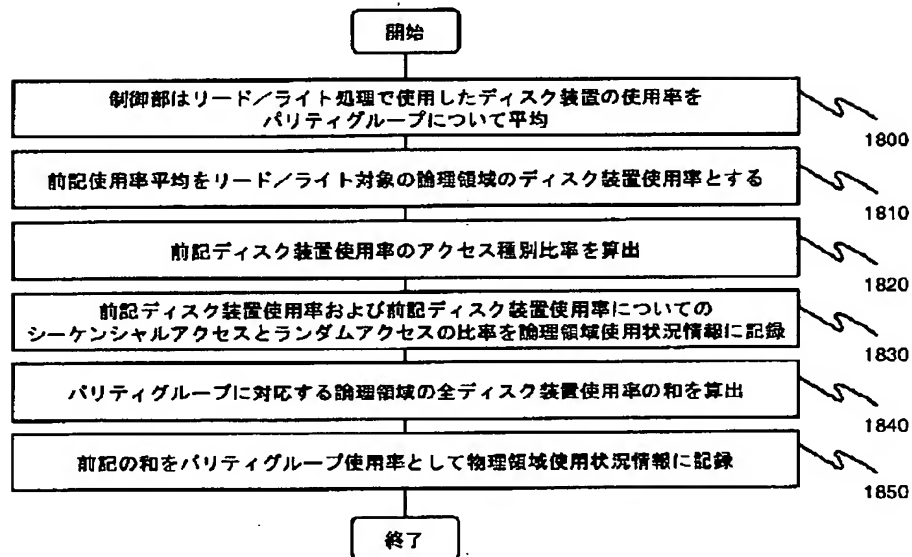 開始
制御部はリード／ライト処理で使用したディスク装置の使用率を
パリティグループについて平均
1800
前記使用率平均をリード／ライト対象の論理領域のディスク装置使用率とする
1810
前記ディスク装置使用率のアクセス種別比率を算出
1820
前記ディスク装置使用率および前記ディスク装置使用率についての
シーケンシャルアクセスとランダムアクセスの比率を論理領域使用状況情報に記録
1830
パリティグループに対応する論理領域の全ディスク装置使用率の和を算出
1840
前記の和をパリティグループ使用率として物理領域使用状況情報に記録
1850
終了